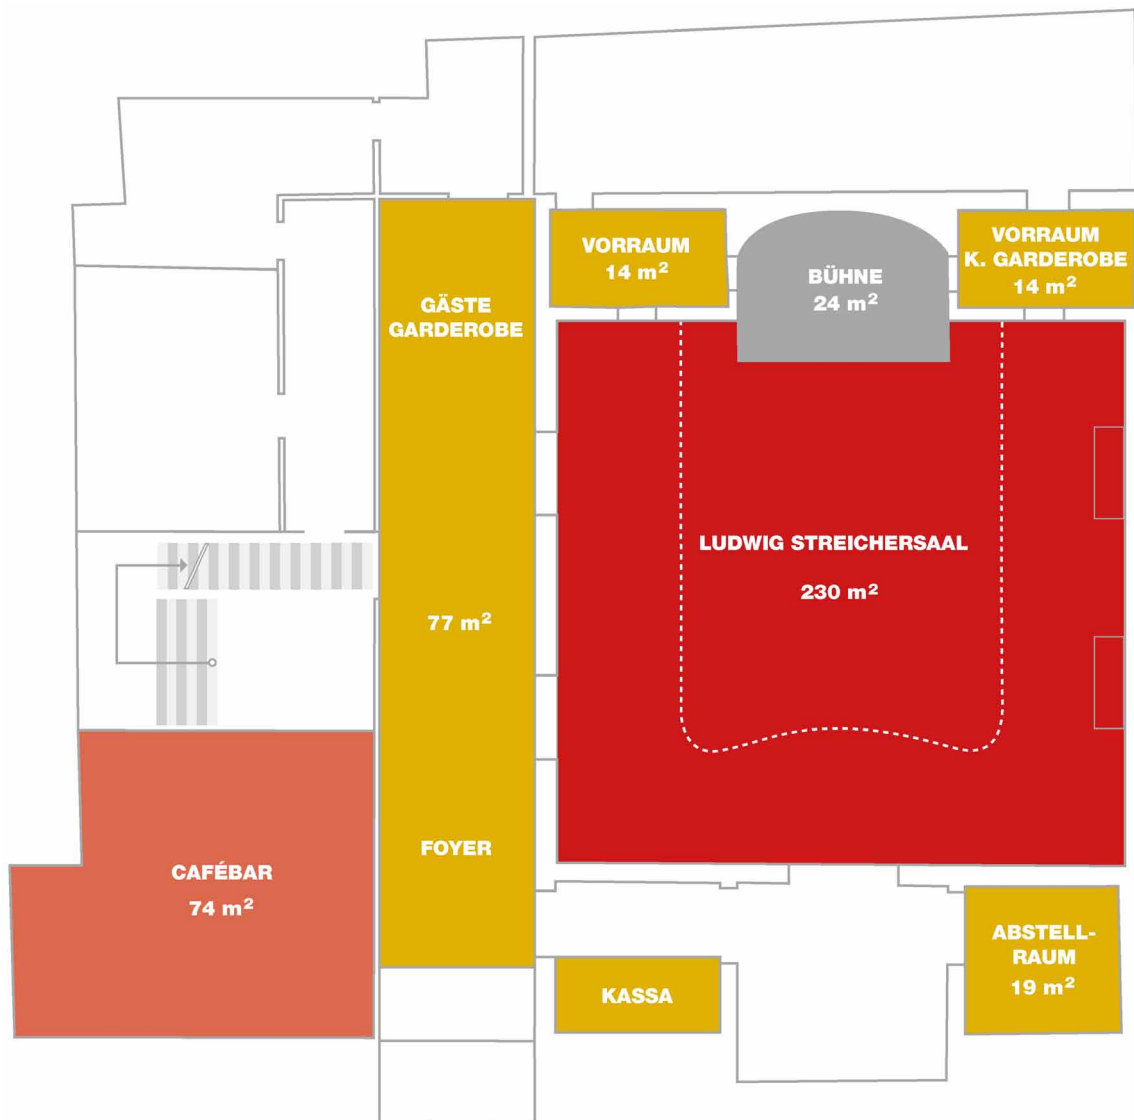 VORRAUM
14 m²
VORRAUM
K. GARDEROBE
14 m²
BÜHNE
24 m²
GÄSTE
GARDEROBE
LUDWIG STREICHERSAAL
230 m²
77 m²
FOYER
CAFÉBAR
74 m²
ABSTELL-
RAUM
19 m²
KASSA